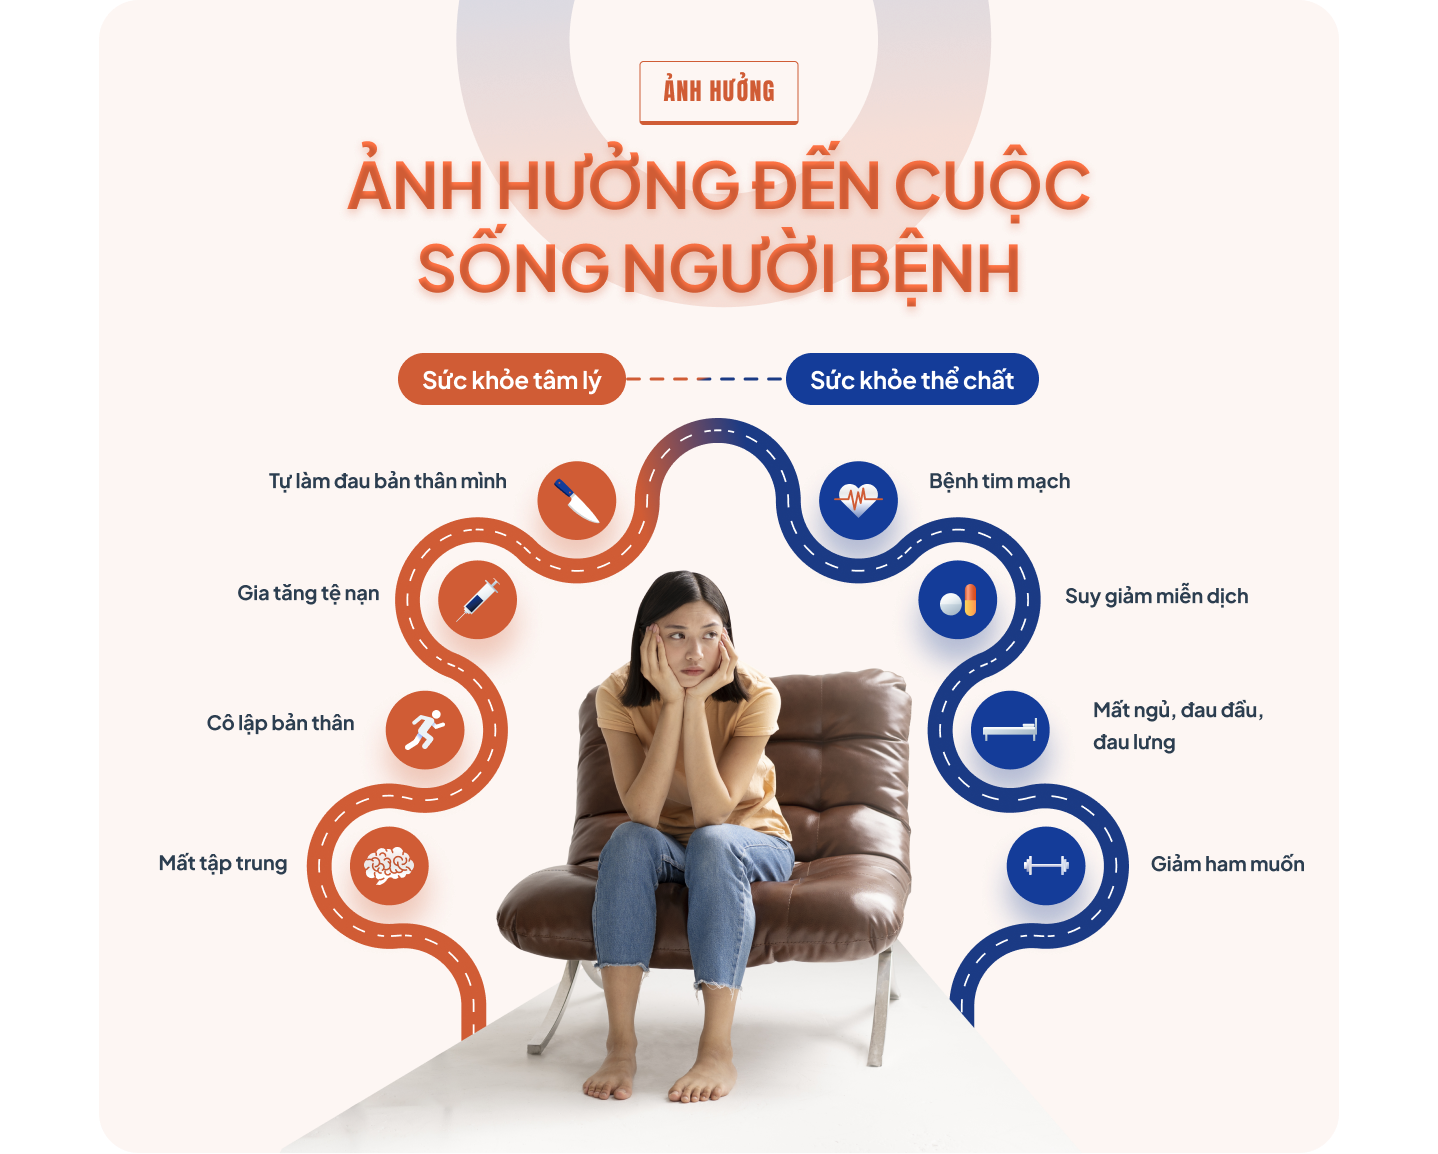 ẢNH HƯỞNG
ẢNH HƯỞNG ĐẾN CUỘC
SỐNG NGƯỜI BỆNH
Sức khỏe tâm lý
Sức khỏe thể chất
Tự làm đau bản thân mình
Bệnh tim mạch
Gia tăng tệ nạn
Suy giảm miễn dịch
Cô lập bản thân
Mất ngủ, đau đầu,
đau lưng
Mất tập trung
Giảm ham muốn